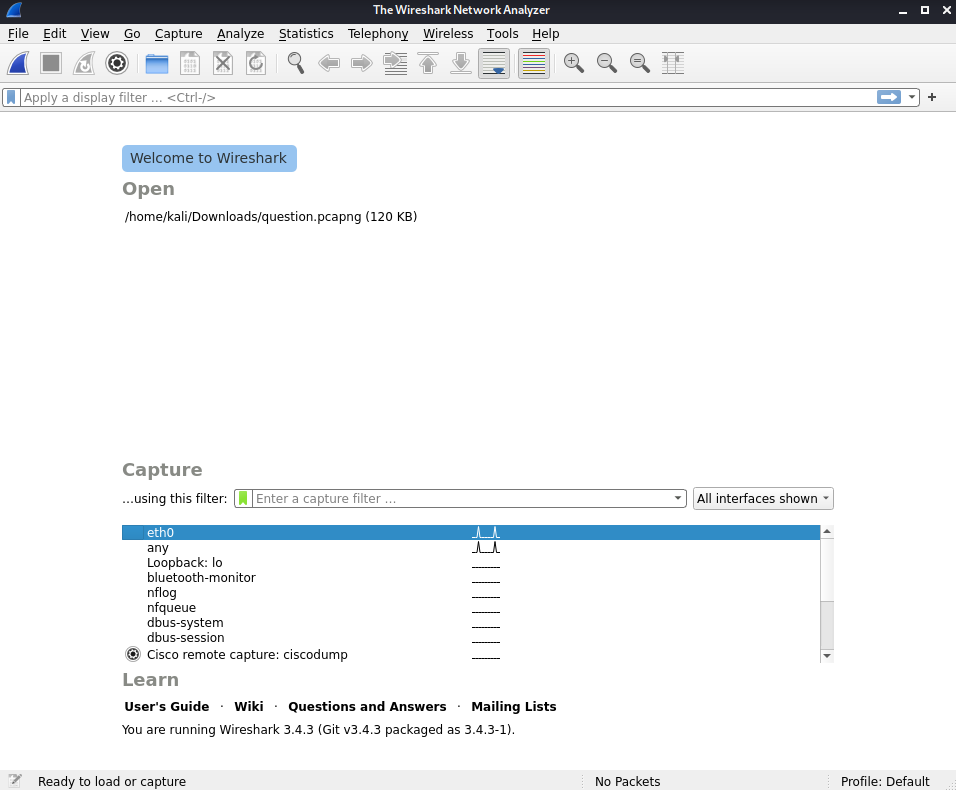 The Wireshark Network Analyzer
File Edit View Go Capture Analyze Statistics Telephony Wireless Tools Help
Apply a display filter … <Ctrl-/>
+
Welcome to Wireshark
Open
/home/kali/Downloads/question.pcapng (120 KB)
Capture
…using this filter: Enter a capture filter … All interfaces shown
eth0
any
Loopback: lo
bluetooth-monitor
nflog
nfqueue
dbus-system
dbus-session
Cisco remote capture: ciscodump
Learn
User's Guide · Wiki · Questions and Answers · Mailing Lists
You are running Wireshark 3.4.3 (Git v3.4.3 packaged as 3.4.3-1).
Ready to load or capture No Packets Profile: Default